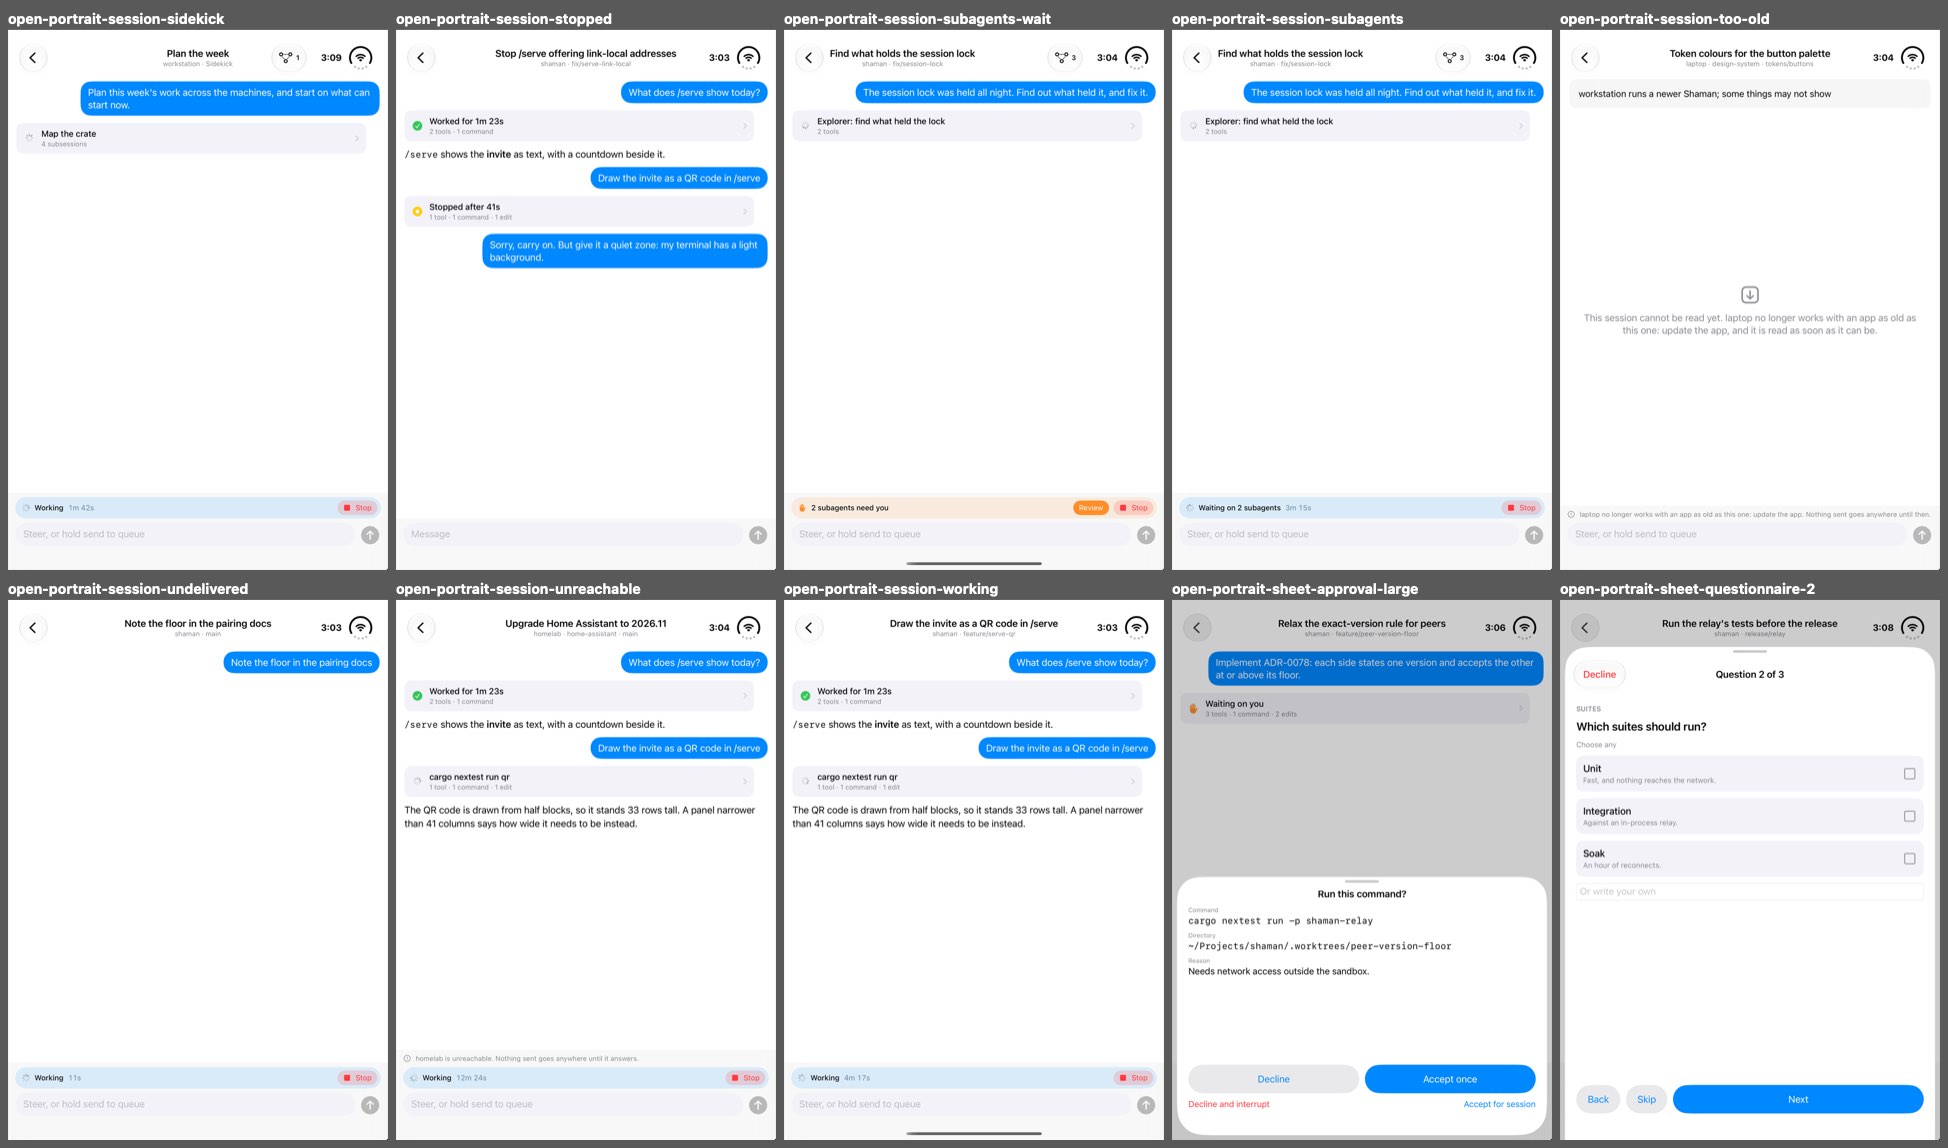 open-portrait-session-sidekick
Plan the week
workstation · Sidekick
1
3:09
Plan this week's work across the machines, and start on what can
start now.
Map the crate
4 subsessions
Working 1m 42s
Stop
Steer, or hold send to queue
open-portrait-session-stopped
Stop /serve offering link-local addresses
shaman · fix/serve-link-local
3:03
What does /serve show today?
Worked for 1m 23s
2 tools · 1 command
/serve shows the invite as text, with a countdown beside it.
Draw the invite as a QR code in /serve
Stopped after 41s
1 tool · 1 command · 1 edit
Sorry, carry on. But give it a quiet zone: my terminal has a light
background.
Message
open-portrait-session-subagents-wait
Find what holds the session lock
shaman · fix/session-lock
3
3:04
The session lock was held all night. Find out what held it, and fix it.
Explorer: find what held the lock
2 tools
2 subagents need you
Review
Stop
Steer, or hold send to queue
open-portrait-session-subagents
Find what holds the session lock
shaman · fix/session-lock
3
3:04
The session lock was held all night. Find out what held it, and fix it.
Explorer: find what held the lock
2 tools
Waiting on 2 subagents 3m 15s
Stop
Steer, or hold send to queue
open-portrait-session-too-old
Token colours for the button palette
laptop · design-system · tokens/buttons
3:04
workstation runs a newer Shaman; some things may not show
This session cannot be read yet. laptop no longer works with an app as old as
this one: update the app, and it is read as soon as it can be.
laptop no longer works with an app as old as this one: update the app. Nothing sent goes anywhere until then.
Steer, or hold send to queue
open-portrait-session-undelivered
Note the floor in the pairing docs
shaman · main
3:03
Note the floor in the pairing docs
Working 11s
Stop
Steer, or hold send to queue
open-portrait-session-unreachable
Upgrade Home Assistant to 2026.11
homelab · home-assistant · main
3:04
What does /serve show today?
Worked for 1m 23s
2 tools · 1 command
/serve shows the invite as text, with a countdown beside it.
Draw the invite as a QR code in /serve
cargo nextest run qr
1 tool · 1 command · 1 edit
The QR code is drawn from half blocks, so it stands 33 rows tall. A panel narrower
than 41 columns says how wide it needs to be instead.
homelab is unreachable. Nothing sent goes anywhere until it answers.
Working 12m 24s
Stop
Steer, or hold send to queue
open-portrait-session-working
Draw the invite as a QR code in /serve
shaman · feature/serve-qr
3:03
What does /serve show today?
Worked for 1m 23s
2 tools · 1 command
/serve shows the invite as text, with a countdown beside it.
Draw the invite as a QR code in /serve
cargo nextest run qr
1 tool · 1 command · 1 edit
The QR code is drawn from half blocks, so it stands 33 rows tall. A panel narrower
than 41 columns says how wide it needs to be instead.
Working 4m 17s
Stop
Steer, or hold send to queue
open-portrait-sheet-approval-large
Relax the exact-version rule for peers
shaman · feature/peer-version-floor
3:06
Implement ADR-0078: each side states one version and accepts the other
at or above its floor.
Waiting on you
3 tools · 1 command · 2 edits
Run this command?
Command
cargo nextest run -p shaman-relay
Directory
~/Projects/shaman/.worktrees/peer-version-floor
Reason
Needs network access outside the sandbox.
Decline
Accept once
Decline and interrupt
Accept for session
open-portrait-sheet-questionnaire-2
Run the relay's tests before the release
shaman · release/relay
3:08
Decline
Question 2 of 3
SUITES
Which suites should run?
Choose any
Unit
Fast, and nothing reaches the network.
Integration
Against an in-process relay.
Soak
An hour of reconnects.
Or write your own
Back
Skip
Next